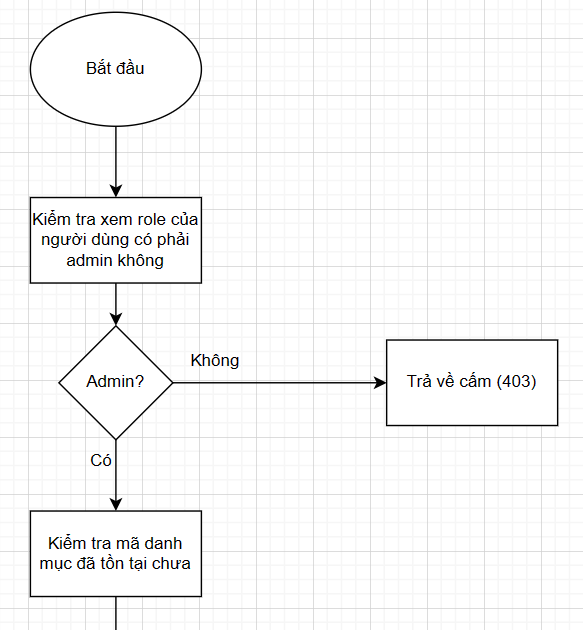 Bắt đầu
Kiểm tra xem role của
người dùng có phải
admin không
Admin?
Không
Trả về cấm (403)
Có
Kiểm tra mã danh
mục đã tồn tại chưa